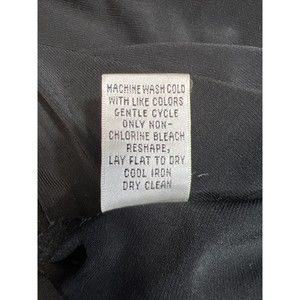 MACHINE WASH COLD
WITH LIKE COLORS
GENTLE CYCLE
ONLY NON-
CHLORINE BLEACH
RESHAPE,
LAY FLAT TO DRY
COOL IRON
DRY CLEAN